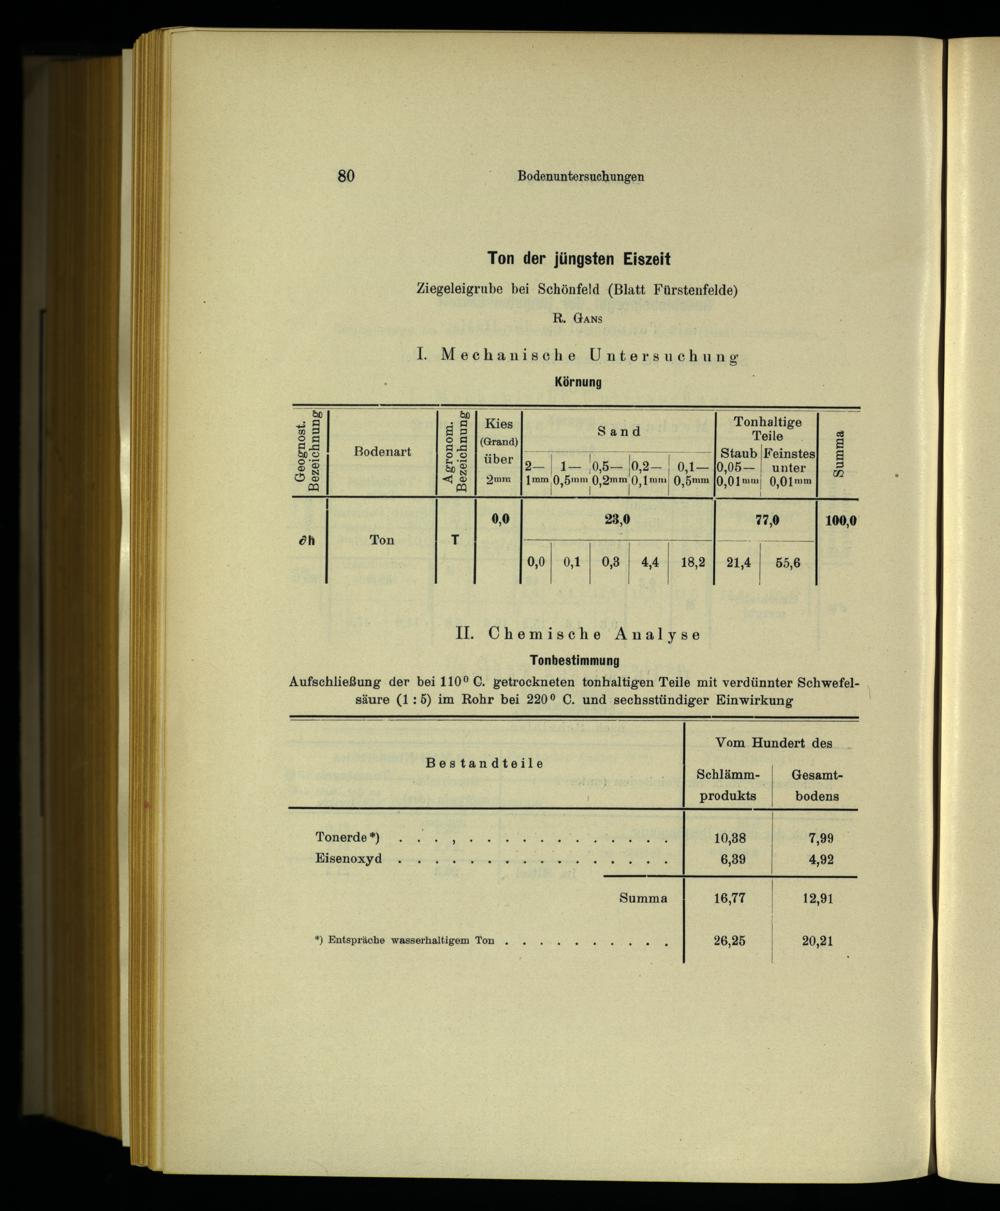 80 Bodenuntersuchungen
Ton der jüngsten Eiszeit
Ziegeleigrube bei Schönfeld (Blatt Fürstenfelde)
R. GANS
I. Mechanische Untersuchung
Körnung
Geognost. Bezeichnung
Bodenart
Agronom. Bezeichnung
Kies (Grand) über 2mm
Sand
2— 1mm
1— 0,5mm
0,5— 0,2mm
0,2— 0,1mm
0,1— 0,5mm
Tonhaltige Teile
Staub 0,05— 0,01mm
Feinstes unter 0,01mm
Summa
0,0 23,0 77,0 100,0
∂h Ton T
0,0 0,1 0,3 4,4 18,2 21,4 55,6
II. Chemische Analyse
Tonbestimmung
Aufschließung der bei 110° C. getrockneten tonhaltigen Teile mit verdünnter Schwefel-
säure (1 : 5) im Rohr bei 220° C. und sechsstündiger Einwirkung
Bestandteile
Vom Hundert des
Schlämm- produkts
Gesamt- bodens
Tonerde *) . . . , . . . . . . . . . . . . 10,38 7,99
Eisenoxyd . . . . . . . . . . . . . . . . 6,39 4,92
Summa 16,77 12,91
*) Entspräche wasserhaltigem Ton . . . . . . . . . . 26,25 20,21